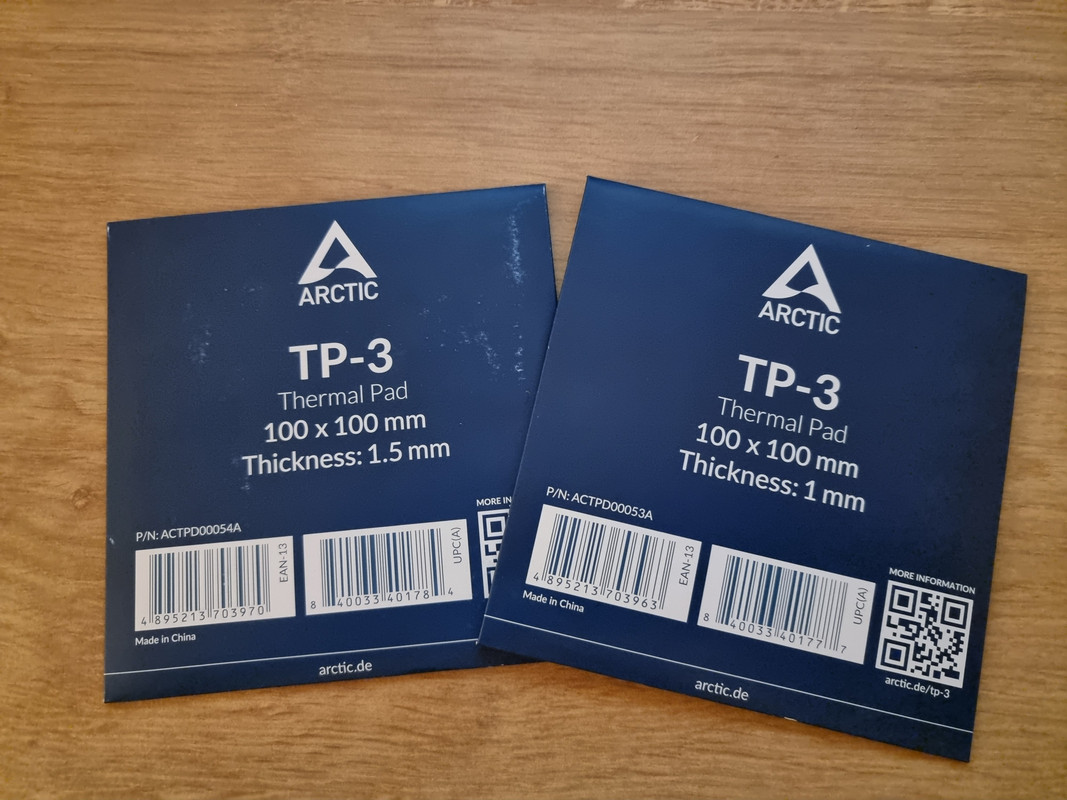 ARCTIC
TP-3
Thermal Pad
100 x 100 mm
Thickness: 1.5 mm
P/N: ACTPD00054A
MORE IN
EAN-13
4 895213 703970
UPC(A)
8 40033 40178 4
Made in China
arctic.de
ARCTIC
TP-3
Thermal Pad
100 x 100 mm
Thickness: 1 mm
P/N: ACTPD00053A
EAN-13
4 895213 703963
UPC(A)
8 40033 40177 7
MORE INFORMATION
arctic.de/tp-3
Made in China
arctic.de